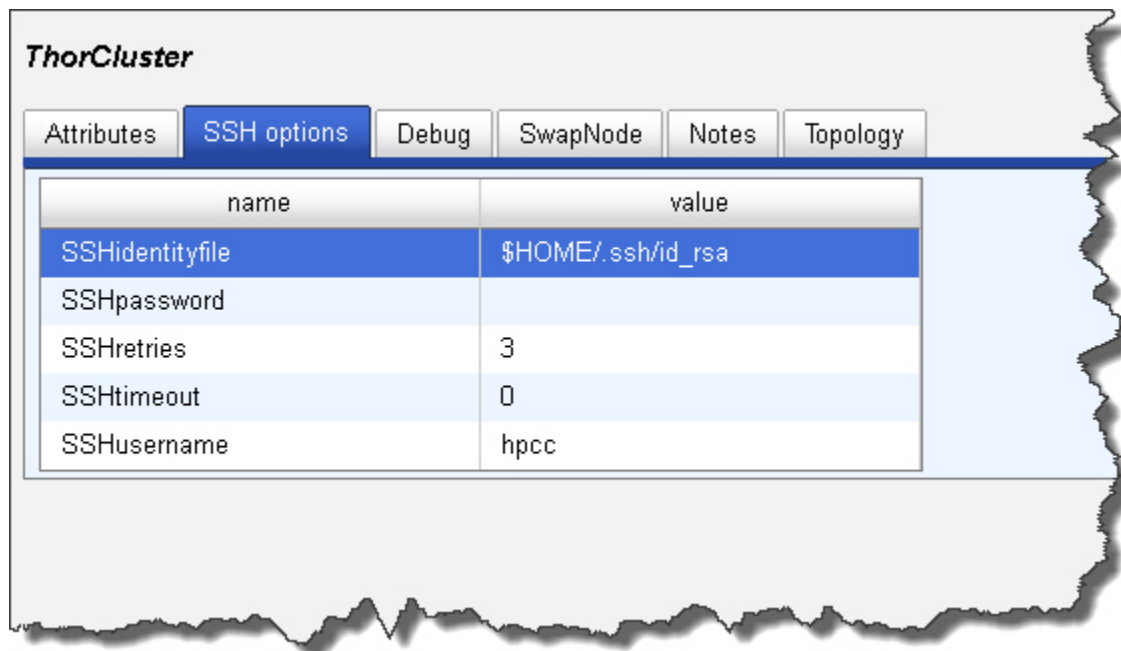 ThorCluster
Attributes SSH options Debug SwapNode Notes Topology
name value
SSHidentityfile $HOME/.ssh/id_rsa
SSHpassword
SSHretries 3
SSHtimeout 0
SSHusername hpcc